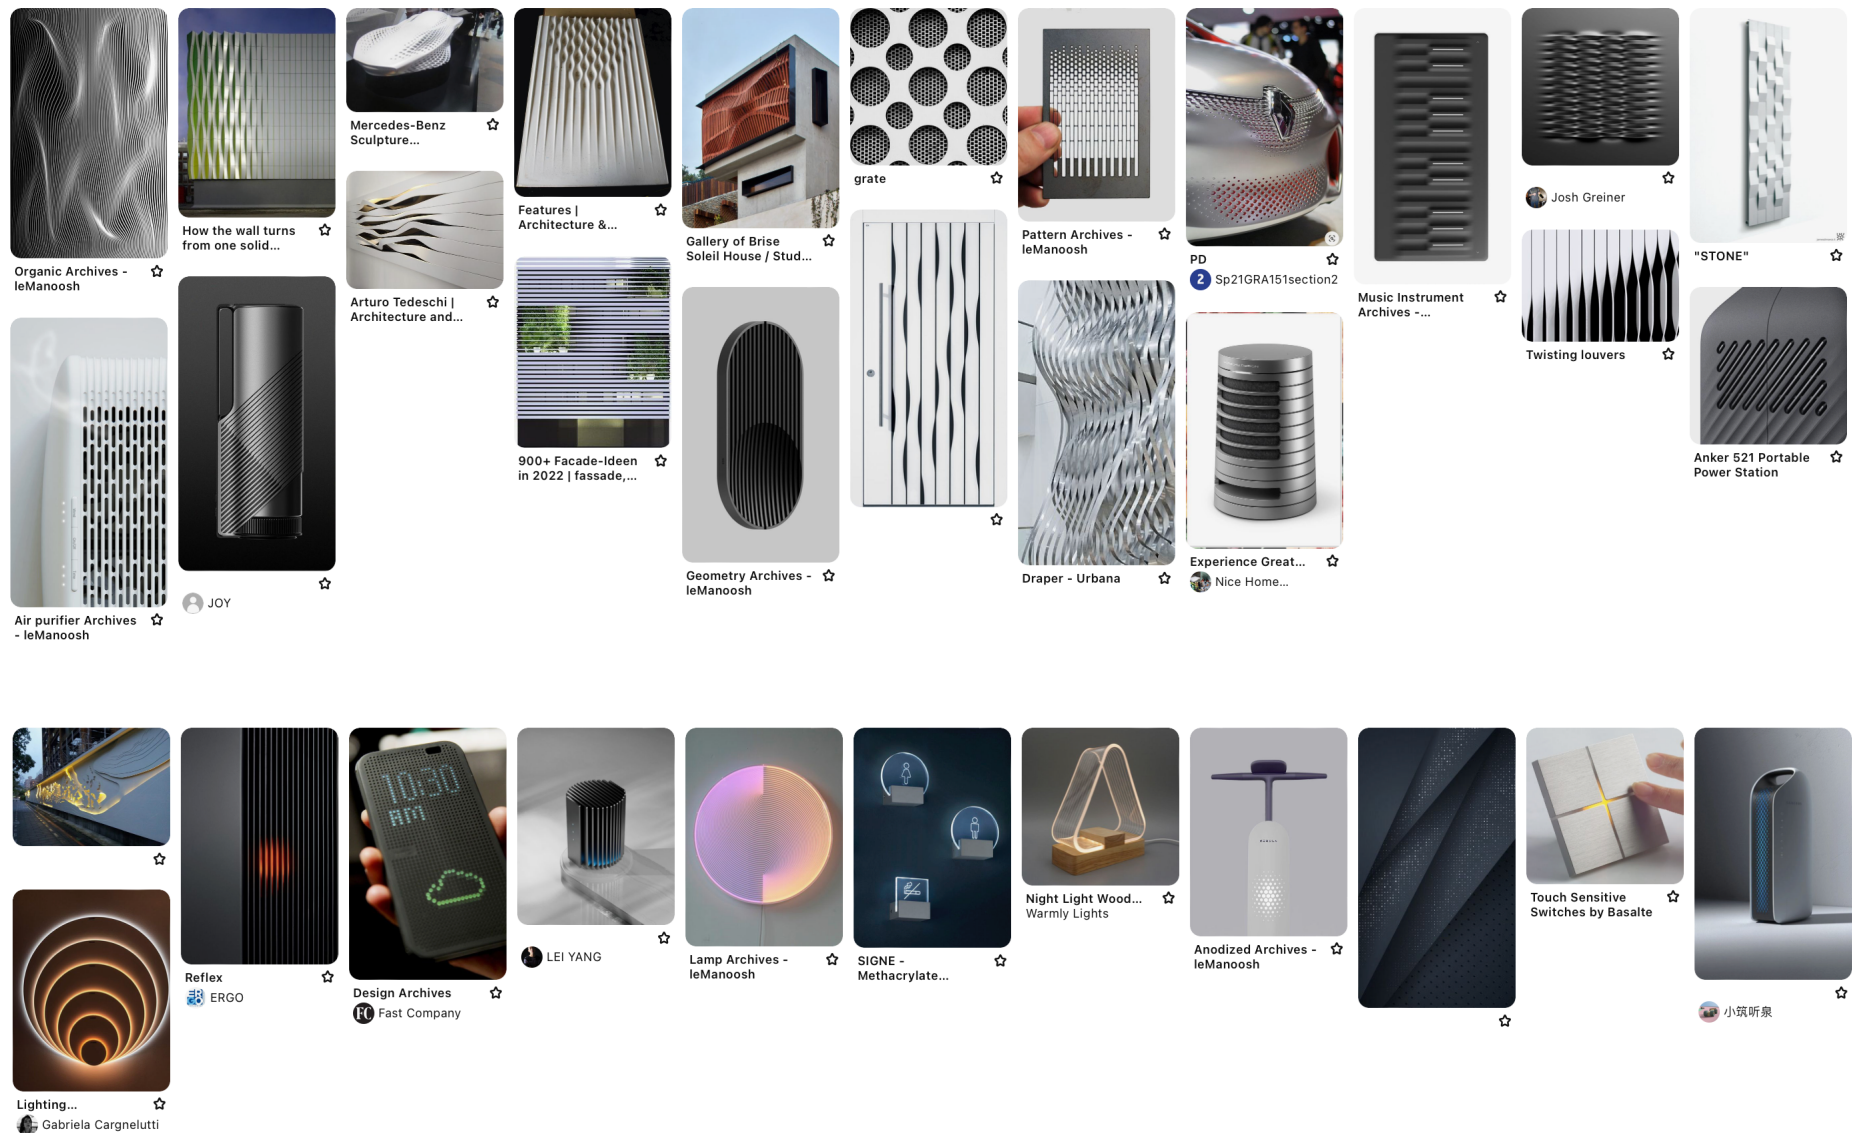 Organic Archives -
leManoosh
Air purifier Archives
- leManoosh
How the wall turns
from one solid...
JOY
Mercedes-Benz
Sculpture...
Arturo Tedeschi |
Architecture and...
Features |
Architecture &...
900+ Facade-Ideen
in 2022 | fassade,...
Gallery of Brise
Soleil House / Stud...
Geometry Archives -
leManoosh
grate
Pattern Archives -
leManoosh
Draper - Urbana
PD
2 Sp21GRA151section2
Experience Great...
Nice Home...
Music Instrument
Archives -...
Josh Greiner
Twisting louvers
"STONE"
Anker 521 Portable
Power Station
Lighting...
Gabriela Cargnelutti
Reflex
ERGO
10:30
AM
Design Archives
FC Fast Company
LEI YANG
Lamp Archives -
leManoosh
SIGNE -
Methacrylate...
Night Light Wood...
Warmly Lights
Anodized Archives -
leManoosh
Touch Sensitive
Switches by Basalte
小筑听泉